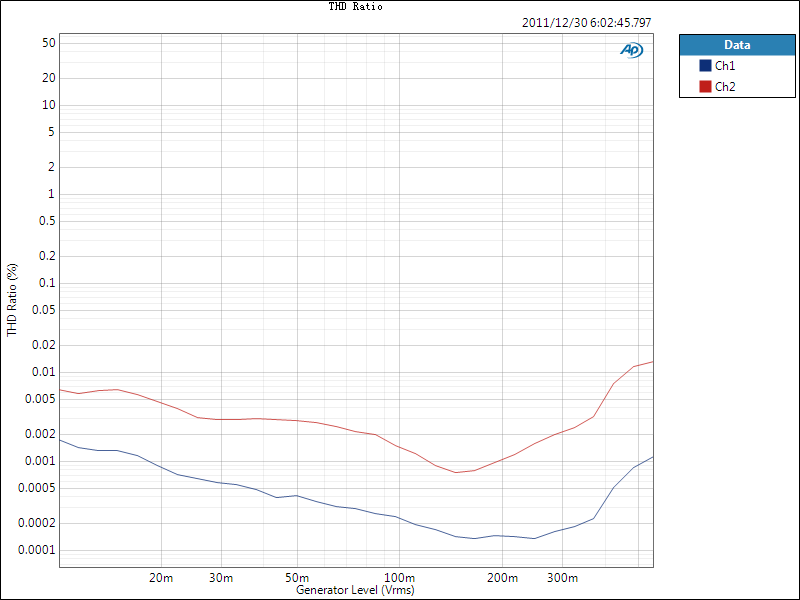 THD Ratio
2011/12/30 6:02:45.797
AP
Data
Ch1
Ch2
THD Ratio (%)
50
20
10
5
2
1
0.5
0.2
0.1
0.05
0.02
0.01
0.005
0.002
0.001
0.0005
0.0002
0.0001
20m 30m 50m 100m 200m 300m
Generator Level (Vrms)